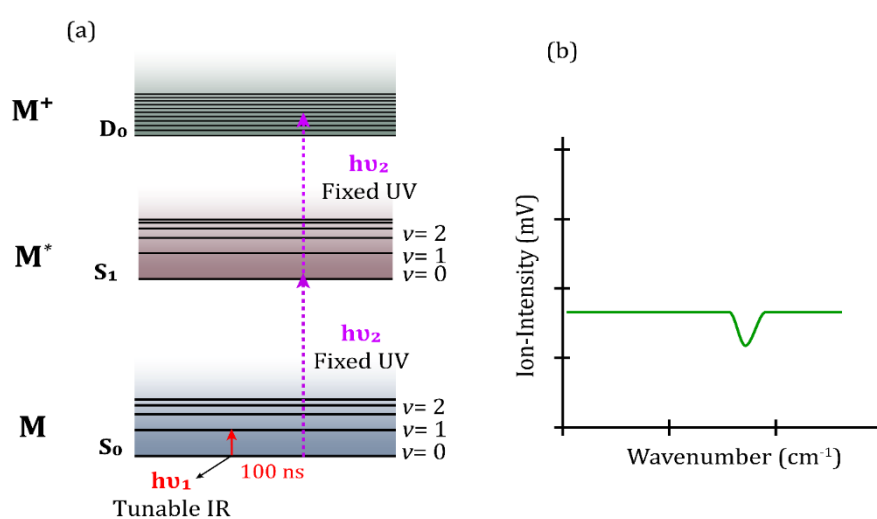 (a)
M⁺
D₀
hυ₂
Fixed UV
M*
S₁
v= 2
v= 1
v= 0
hυ₂
Fixed UV
M
S₀
v= 2
v= 1
v= 0
100 ns
hυ₁
Tunable IR
(b)
Ion-Intensity (mV)
Wavenumber (cm⁻¹)